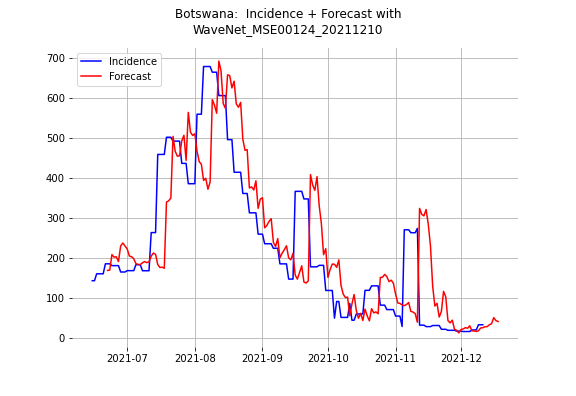 Botswana:  Incidence + Forecast with
WaveNet_MSE00124_20211210
Incidence
Forecast
700
600
500
400
300
200
100
0
2021-07 2021-08 2021-09 2021-10 2021-11 2021-12